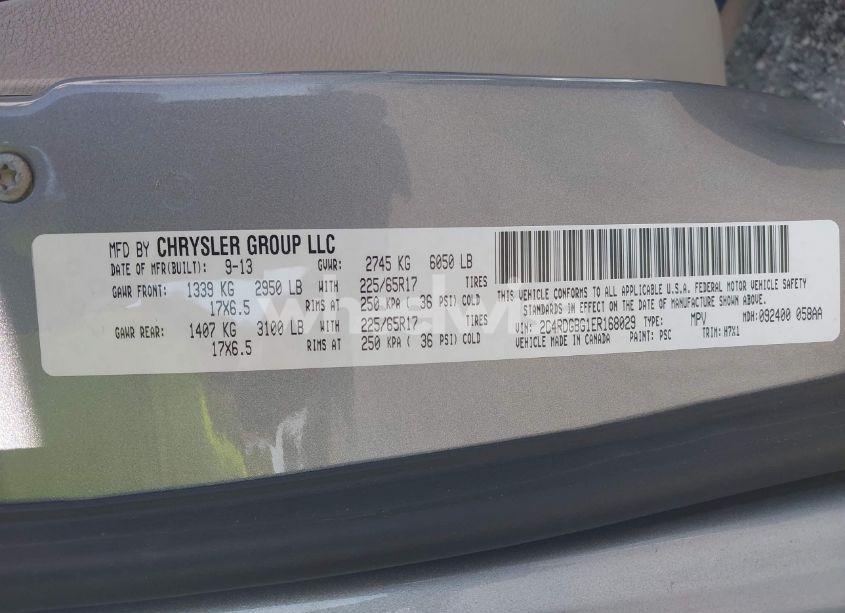 MFD BY CHRYSLER GROUP LLC
DATE OF MFR(BUILT): 9-13 GVWR: 2745 KG 6050 LB
GAWR FRONT: 1339 KG 2950 LB WITH 225/65R17 TIRES
17X6.5 RIMS AT 250 KPA ( 36 PSI) COLD
GAWR REAR: 1407 KG 3100 LB WITH 225/65R17 TIRES
17X6.5 RIMS AT 250 KPA ( 36 PSI) COLD
THIS VEHICLE CONFORMS TO ALL APPLICABLE U.S.A. FEDERAL MOTOR VEHICLE SAFETY
STANDARDS IN EFFECT ON THE DATE OF MANUFACTURE SHOWN ABOVE.
VIN: 2C4RDGBG1ER168029 TYPE: MPV MDH: 092400 058AA
VEHICLE MADE IN CANADA PAINT: PSC TRIM: H7X1